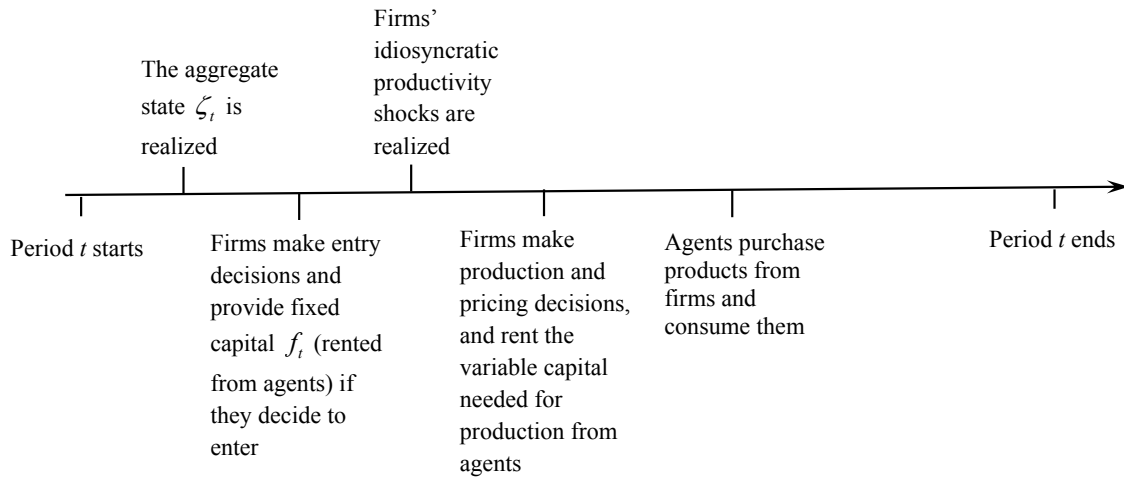 Firms’
idiosyncratic
productivity
shocks are
realized
The aggregate
state ζₜ is
realized
Period t starts
Firms make entry
decisions and
provide fixed
capital fₜ (rented
from agents) if
they decide to
enter
Firms make
production and
pricing decisions,
and rent the
variable capital
needed for
production from
agents
Agents purchase
products from
firms and
consume them
Period t ends